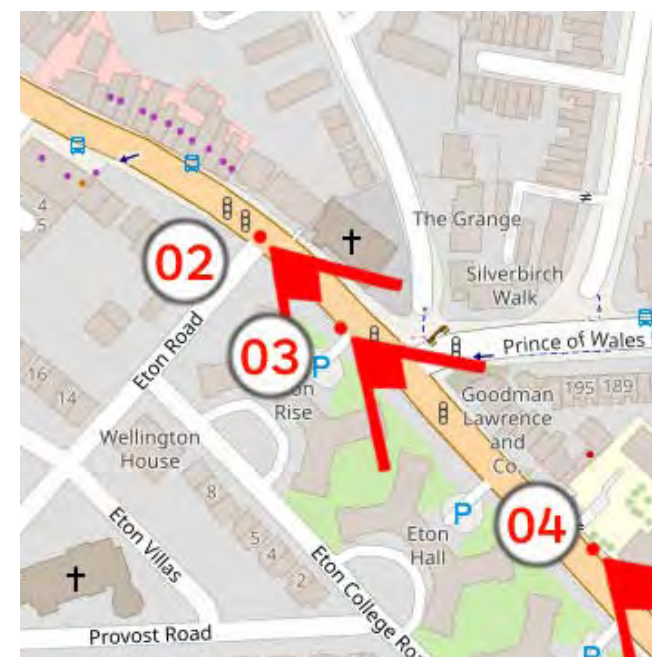 The Grange
Silverbirch
Walk
4
5
02
03
P
Rise
Eton Road
Prince of Wales
Goodman
Lawrence
and
Co.
195 189
16
14
Wellington
House
8
5
4
2
P
Eton
Hall
04
Eton Villas
Eton College
Provost Road
P